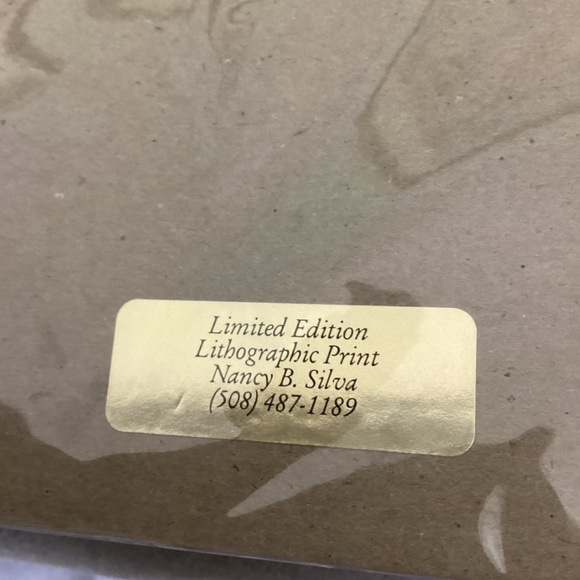 Limited Edition
Lithographic Print
Nancy B. Silva
(508) 487-1189